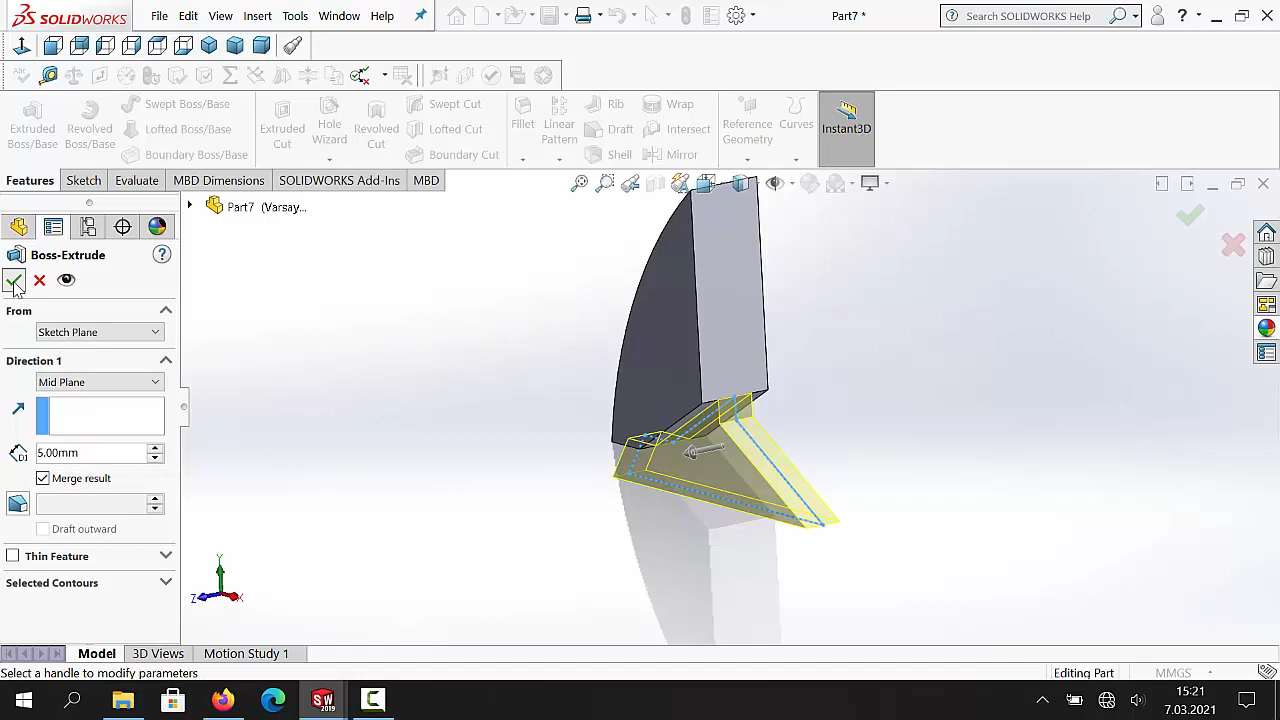 SOLIDWORKS File Edit View Insert Tools Window Help Part7 * Search SOLIDWORKS Help
Extruded Boss/Base
Revolved Boss/Base
Swept Boss/Base
Lofted Boss/Base
Boundary Boss/Base
Extruded Cut
Hole Wizard
Revolved Cut
Swept Cut
Lofted Cut
Boundary Cut
Fillet
Linear Pattern
Rib
Draft
Shell
Wrap
Intersect
Mirror
Reference Geometry
Curves
Instant3D
Features Sketch Evaluate MBD Dimensions SOLIDWORKS Add-Ins MBD
Part7 (Varsay...
Boss-Extrude
From
Sketch Plane
Direction 1
Mid Plane
D1 5.00mm
Merge result
Draft outward
Thin Feature
Selected Contours
Y
Z X
Model 3D Views Motion Study 1
Select a handle to modify parameters Editing Part MMGS
SW 2019
15:21
7.03.2021